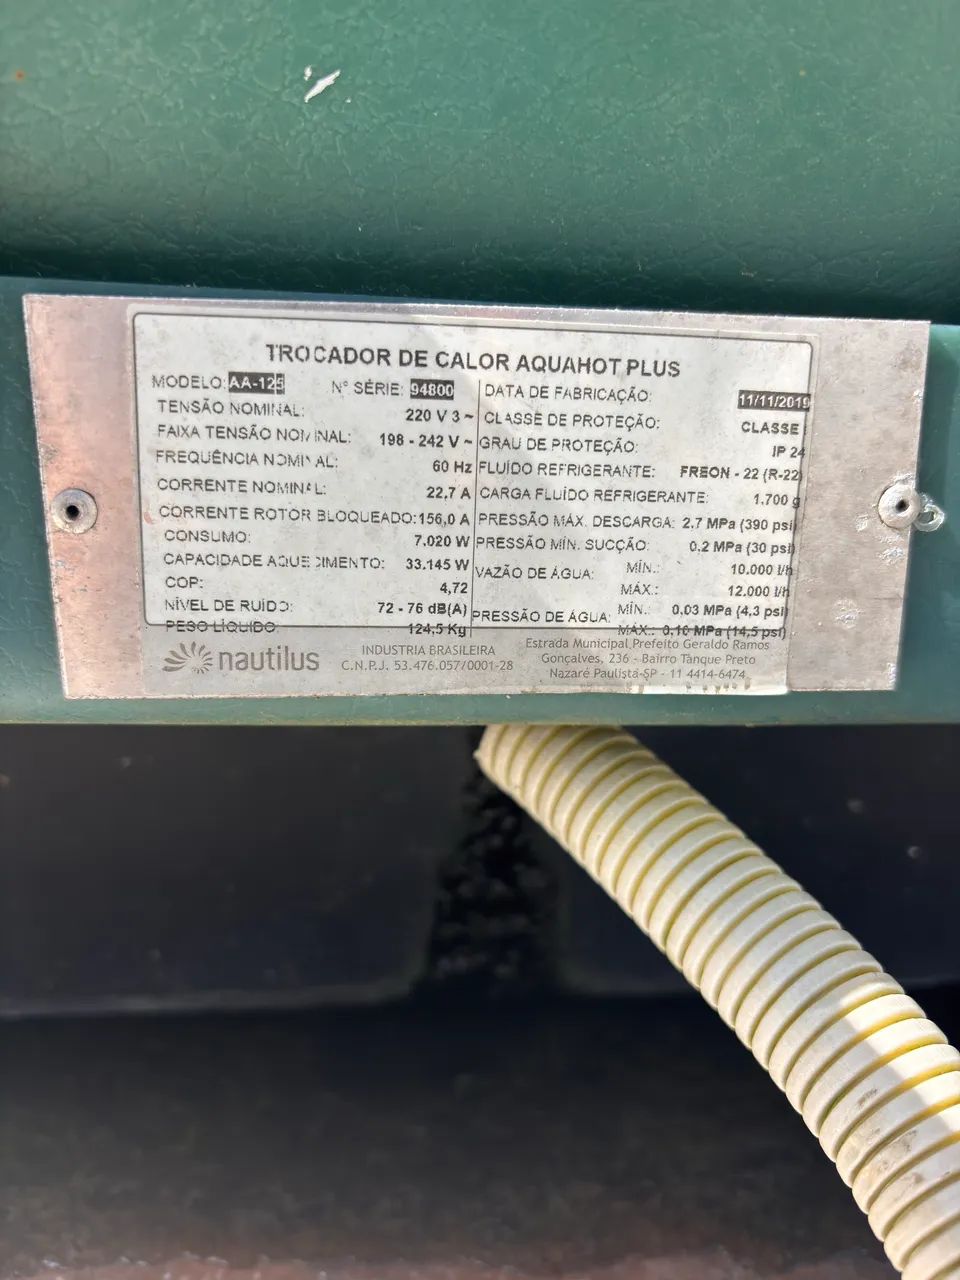 TROCADOR DE CALOR AQUAHOT PLUS
MODELO: AA-125 N° SÉRIE: 94800
TENSÃO NOMINAL: 220 V 3 ~
FAIXA TENSÃO NOMINAL: 198 - 242 V ~
FREQUÊNCIA NOMINAL: 60 Hz
CORRENTE NOMINAL: 22,7 A
CORRENTE ROTOR BLOQUEADO: 156,0 A
CONSUMO: 7.020 W
CAPACIDADE AQUECIMENTO: 33.145 W
COP: 4,72
NÍVEL DE RUÍDO: 72 - 76 dB(A)
PESO LÍQUIDO: 124,5 Kg
DATA DE FABRICAÇÃO: 11/11/2019
CLASSE DE PROTEÇÃO: CLASSE I
GRAU DE PROTEÇÃO: IP 24
FLUÍDO REFRIGERANTE: FREON - 22 (R-22)
CARGA FLUÍDO REFRIGERANTE: 1.700 g
PRESSÃO MÁX. DESCARGA: 2.7 MPa (390 psi)
PRESSÃO MÍN. SUCÇÃO: 0.2 MPa (30 psi)
VAZÃO DE ÁGUA: MÍN.: 10.000 l/h
MÁX.: 12.000 l/h
PRESSÃO DE ÁGUA: MÍN.: 0,03 MPa (4,3 psi)
MÁX.: 0,10 MPa (14,5 psi)
nautilus
INDUSTRIA BRASILEIRA
C.N.P.J. 53.476.057/0001-28
Estrada Municipal Prefeito Geraldo Ramos
Gonçalves, 236 - Bairro Tanque Preto
Nazaré Paulista-SP - 11 4414-6474